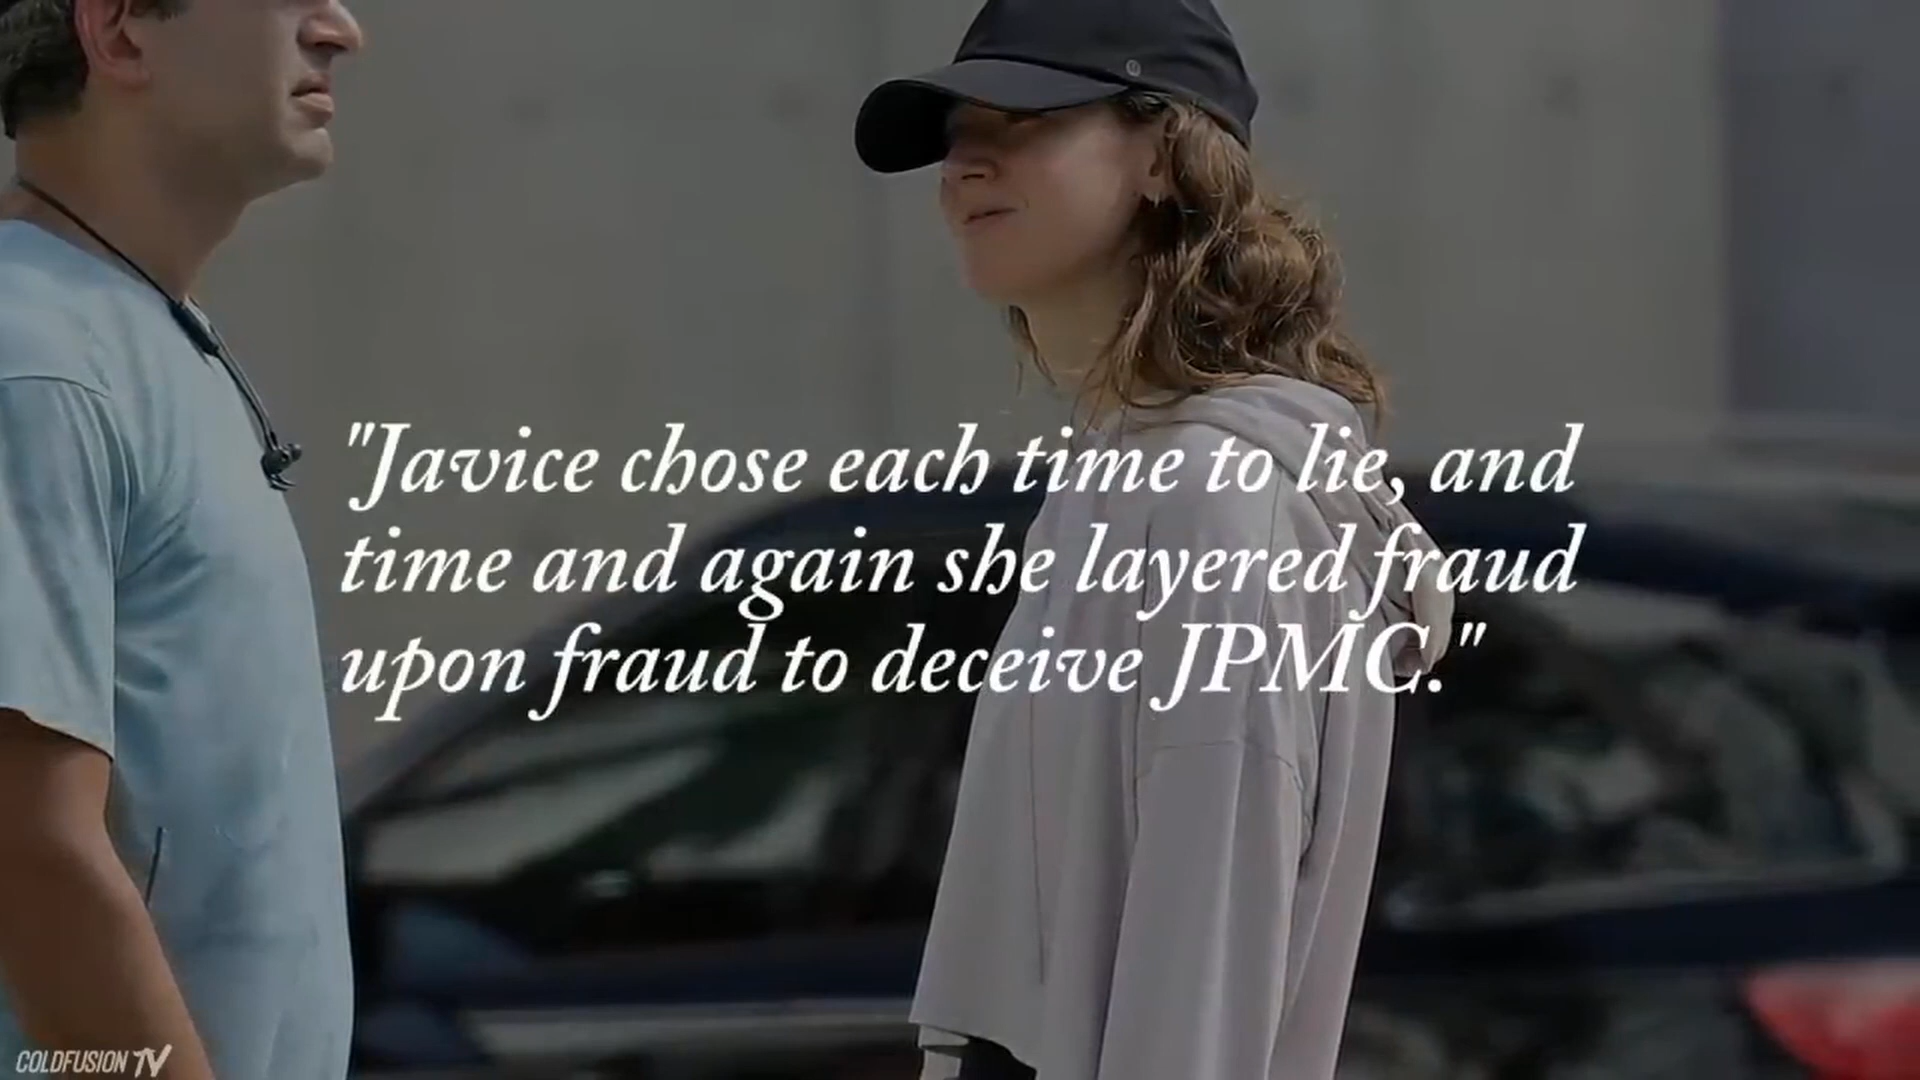 "Javice chose each time to lie, and
time and again she layered fraud
upon fraud to deceive JPMC."
COLDFUSION TV